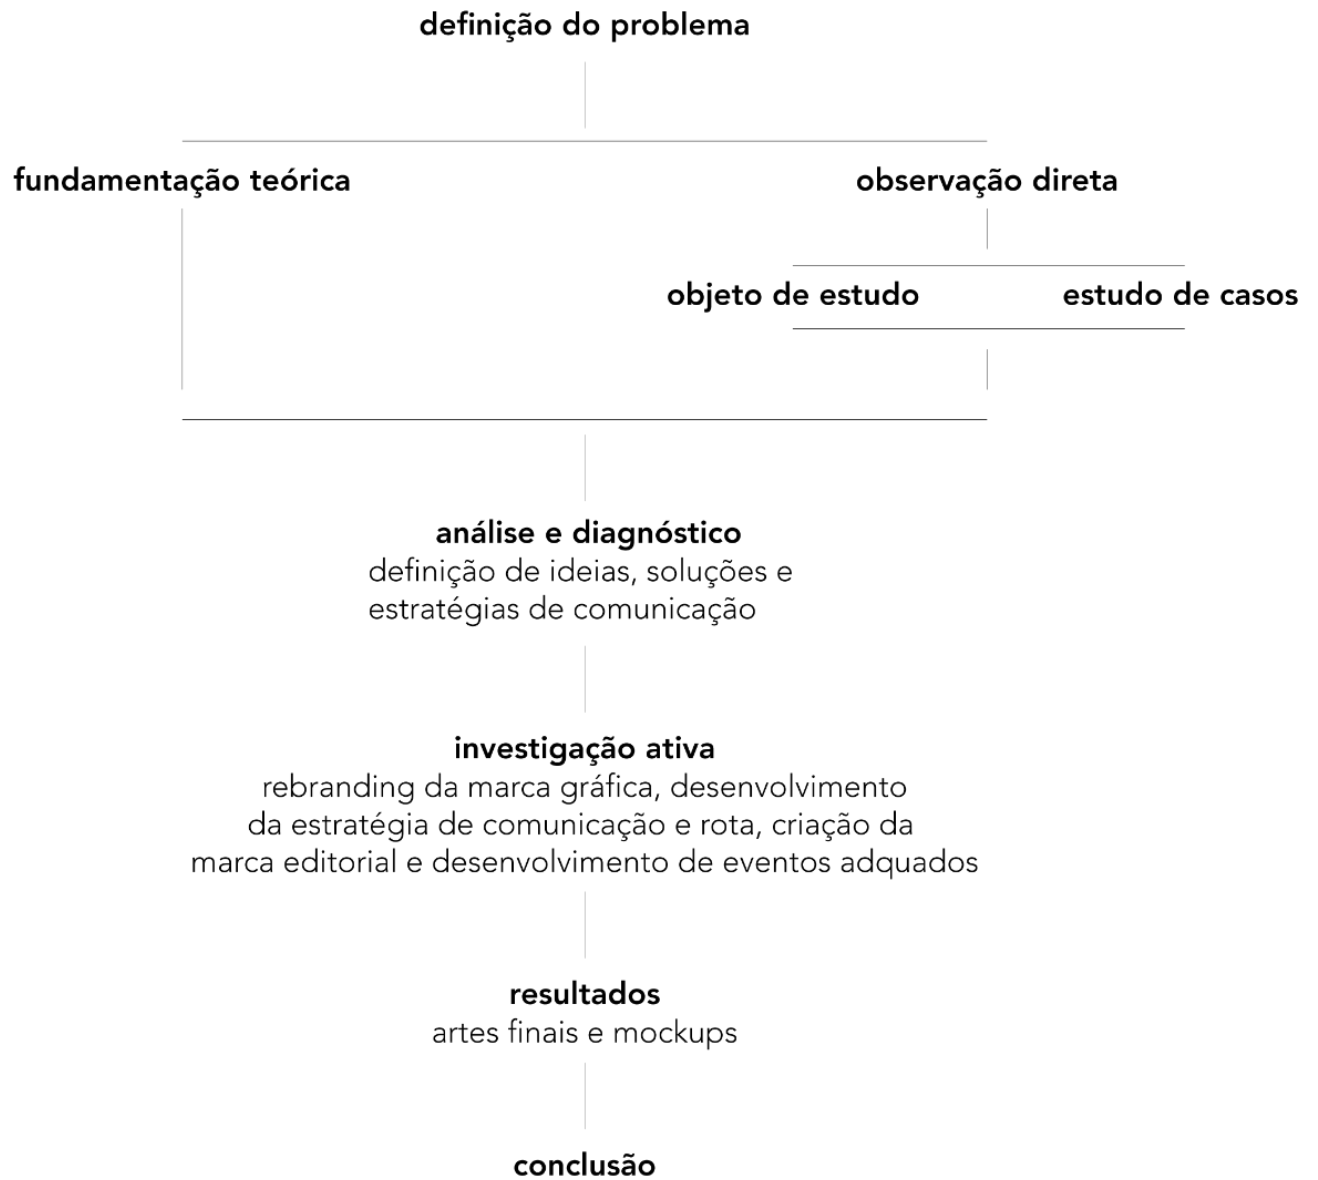 definição do problema
fundamentação teórica
observação direta
objeto de estudo
estudo de casos
análise e diagnóstico
definição de ideias, soluções e
estratégias de comunicação
investigação ativa
rebranding da marca gráfica, desenvolvimento
da estratégia de comunicação e rota, criação da
marca editorial e desenvolvimento de eventos adquados
resultados
artes finais e mockups
conclusão